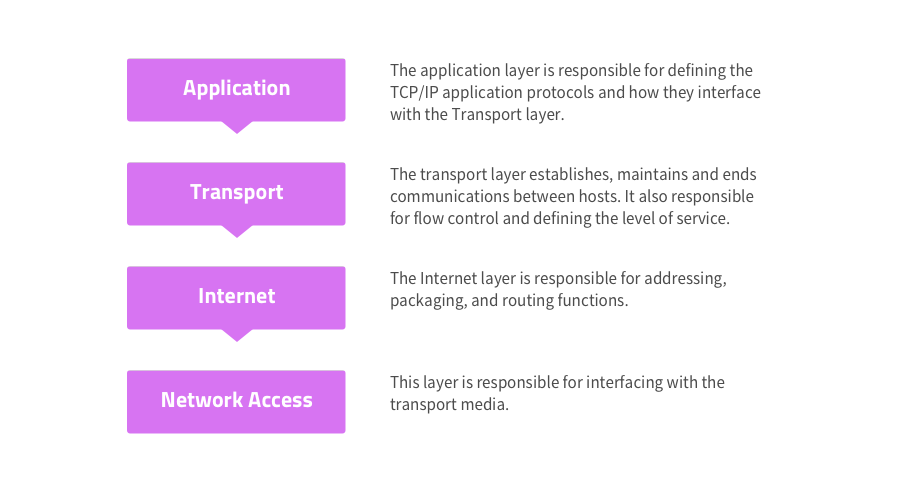 Application
The application layer is responsible for defining the
TCP/IP application protocols and how they interface
with the Transport layer.
Transport
The transport layer establishes, maintains and ends
communications between hosts. It also responsible
for flow control and defining the level of service.
Internet
The Internet layer is responsible for addressing,
packaging, and routing functions.
Network Access
This layer is responsible for interfacing with the
transport media.